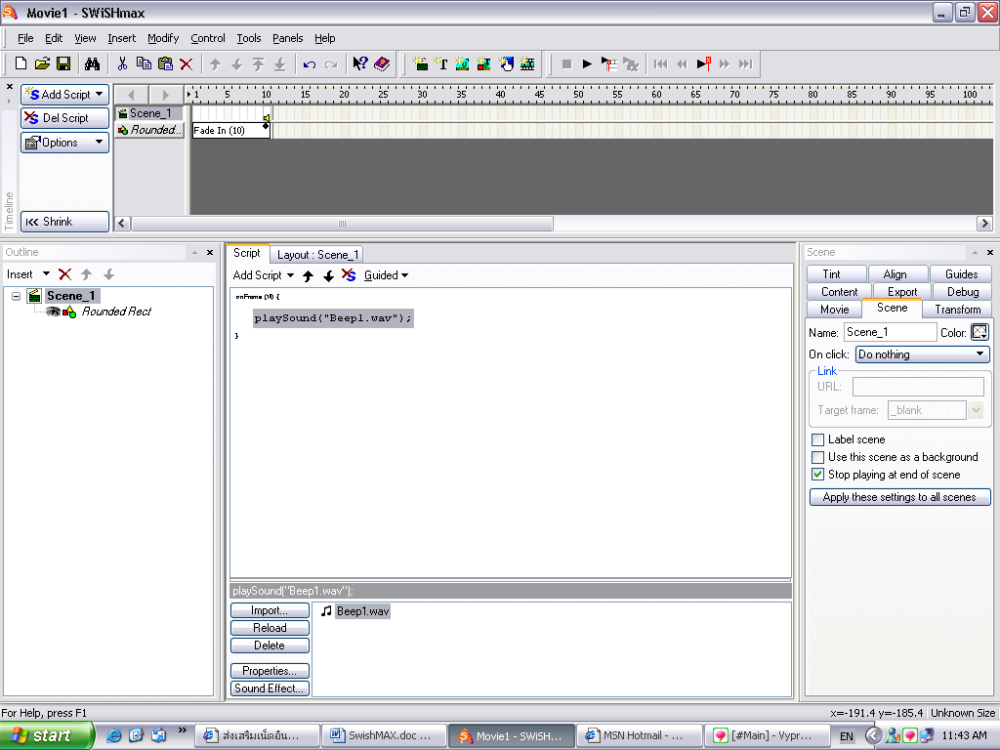 Movie1 - SWiSHmax
File Edit View Insert Modify Control Tools Panels Help
Add Script
Del Script
Options
Shrink
Timeline
1 5 10 15 20 25 30 35 40 45 50 55 60 65 70 75 80 85 90 95 100
Scene_1
Rounded...
Fade In (10)
Outline
Insert
Scene_1
Rounded Rect
Script
Layout : Scene_1
Add Script
Guided
onFrame (10) {
playSound("Beep1.wav");
}
playSound("Beep1.wav");
Import...
Reload
Delete
Properties...
Sound Effect...
Beep1.wav
Scene
Tint Align Guides
Content Export Debug
Movie Scene Transform
Name: Scene_1 Color:
On click: Do nothing
Link
URL:
Target frame: _blank
Label scene
Use this scene as a background
Stop playing at end of scene
Apply these settings to all scenes
For Help, press F1
x=-191.4 y=-185.4 Unknown Size
start
ส่งเสริมเน็ตอิน...
SwishMAX.doc ...
Movie1 - SWiSH...
MSN Hotmail - ...
[#Main] - Vypr...
EN
11:43 AM